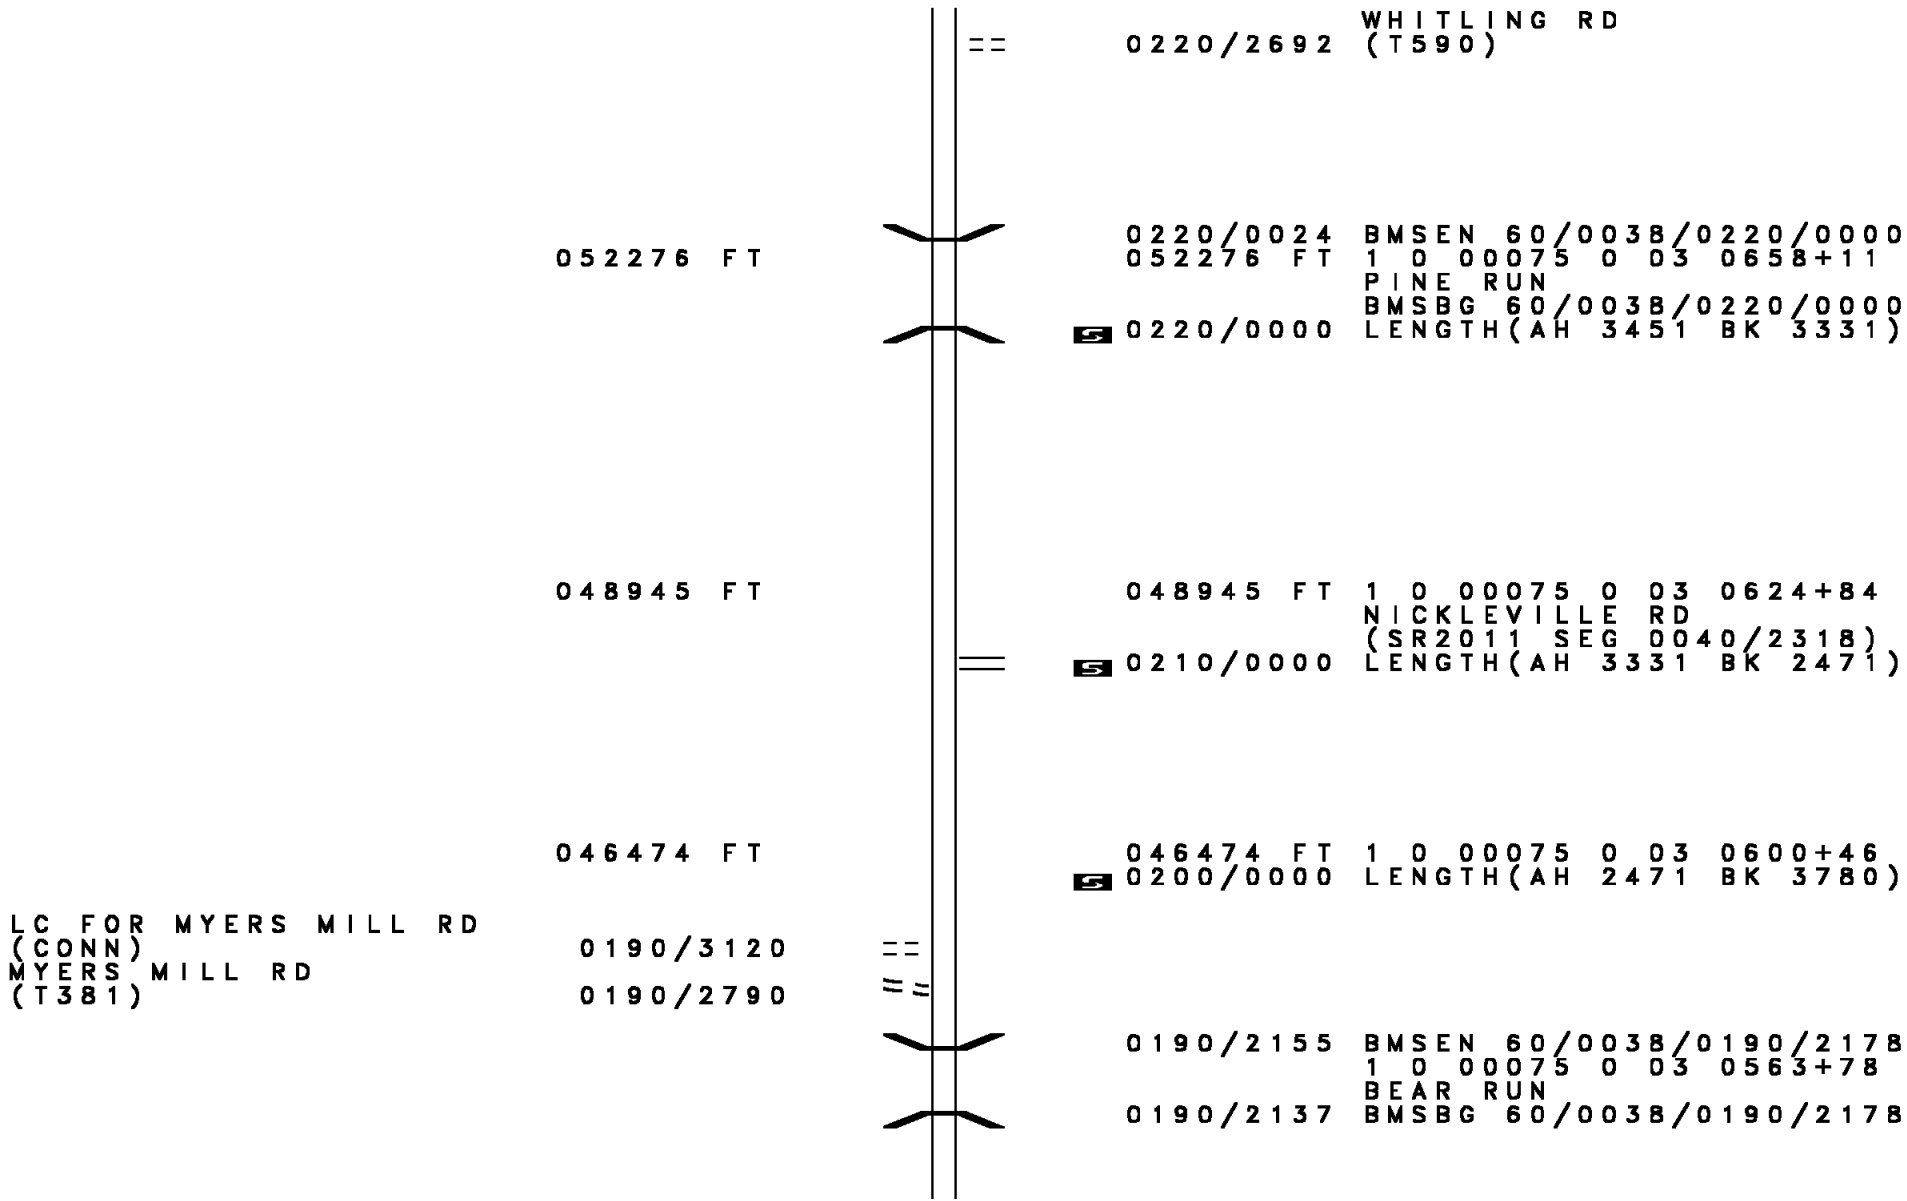 WHITLING RD
0220/2692 (T590)
0220/0024 BMSEN 60/0038/0220/0000
052276 FT 052276 FT 1 0 00075 0 03 0658+11
PINE RUN
BMSBG 60/0038/0220/0000
S 0220/0000 LENGTH(AH 3451 BK 3331)
048945 FT 048945 FT 1 0 00075 0 03 0624+84
NICKLEVILLE RD
(SR2011 SEG 0040/2318)
S 0210/0000 LENGTH(AH 3331 BK 2471)
046474 FT 046474 FT 1 0 00075 0 03 0600+46
S 0200/0000 LENGTH(AH 2471 BK 3780)
LC FOR MYERS MILL RD
(CONN) 0190/3120
MYERS MILL RD
(T381) 0190/2790
0190/2155 BMSEN 60/0038/0190/2178
1 0 00075 0 03 0563+78
BEAR RUN
0190/2137 BMSBG 60/0038/0190/2178